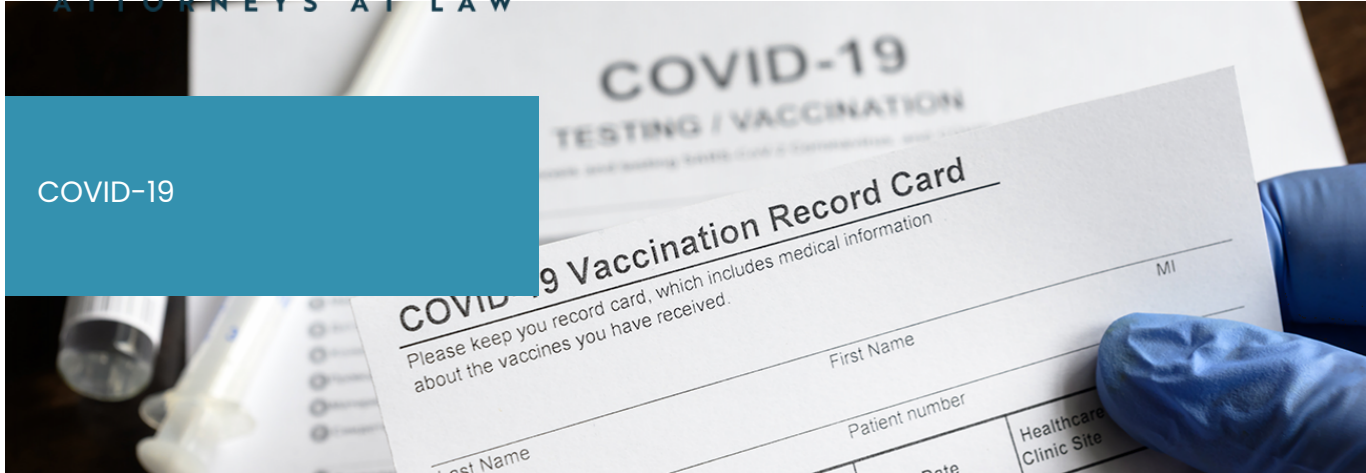 ATTORNEYS AT LAW
COVID-19
TESTING / VACCINATION
COVID-19
COVID-19 Vaccination Record Card
Please keep you record card, which includes medical information
about the vaccines you have received.
MI
First Name
Last Name
Patient number
Healthcare
Clinic Site
Date